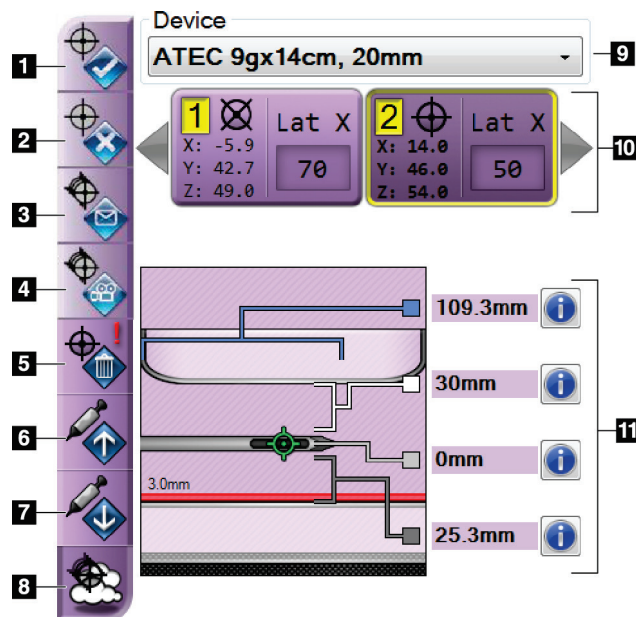 Device
ATEC 9gx14cm, 20mm
9
1
2
3
4
5
6
7
8
1
Lat X
X: -5.9
Y: 42.7
Z: 49.0
70
2
Lat X
X: 14.0
Y: 46.0
Z: 54.0
50
10
!
109.3mm
i
30mm
i
11
0mm
i
3.0mm
25.3mm
i